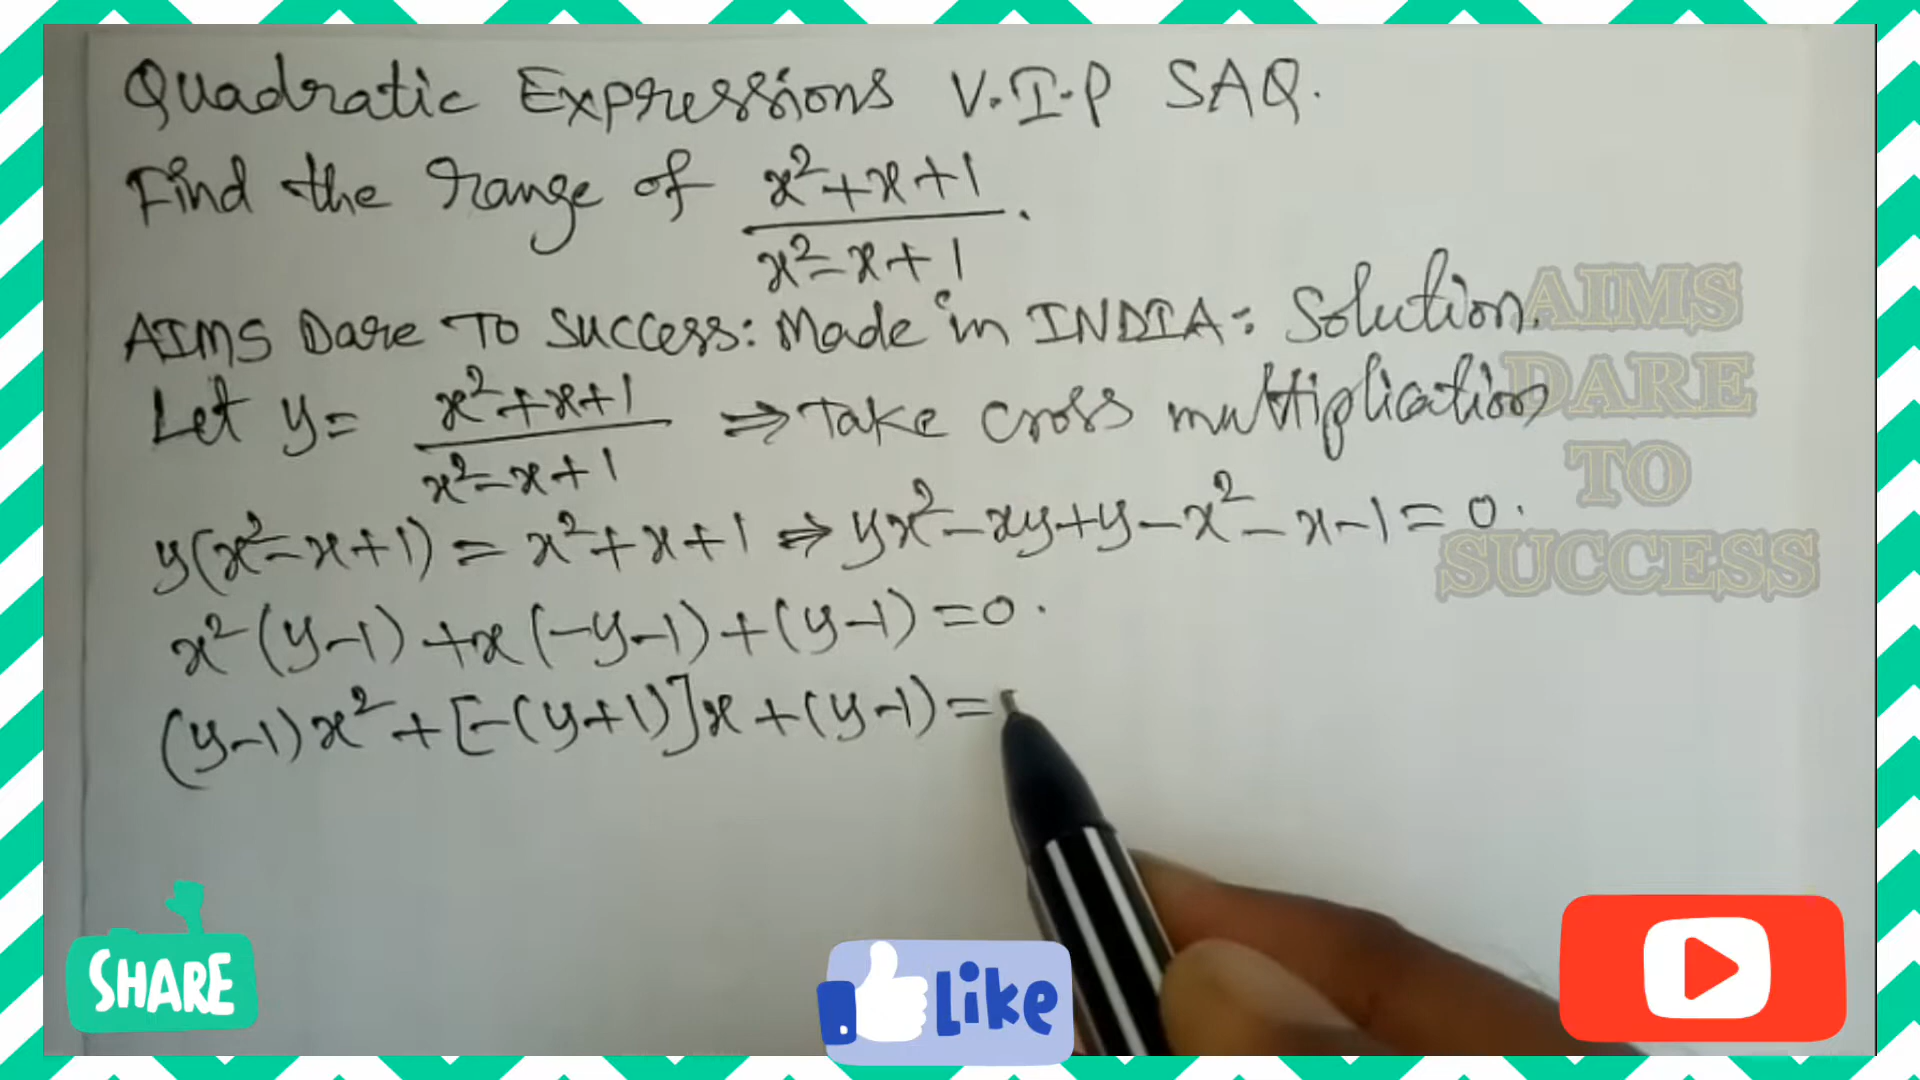 Quadratic Expressions V.I.P SAQ.
Find the range of x²+x+1 / x²-x+1 .
AIMS Dare To Success: Made in INDIA: Solution.
Let y= x²+x+1 / x²-x+1 ⇒ Take cross multiplication
y(x²-x+1) = x²+x+1 ⇒ yx²-xy+y-x²-x-1=0.
x²(y-1)+x(-y-1)+(y-1)=0.
(y-1)x²+[-(y+1)]x+(y-1)=
AIMS
DARE
TO
SUCCESS
SHARE
Like